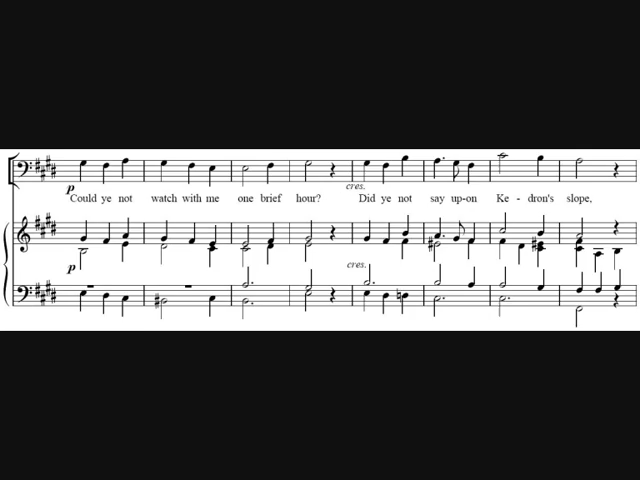 p
cres.
Could ye not watch with me one brief hour? Did ye not say up-on Ke - dron's slope,
p
cres.